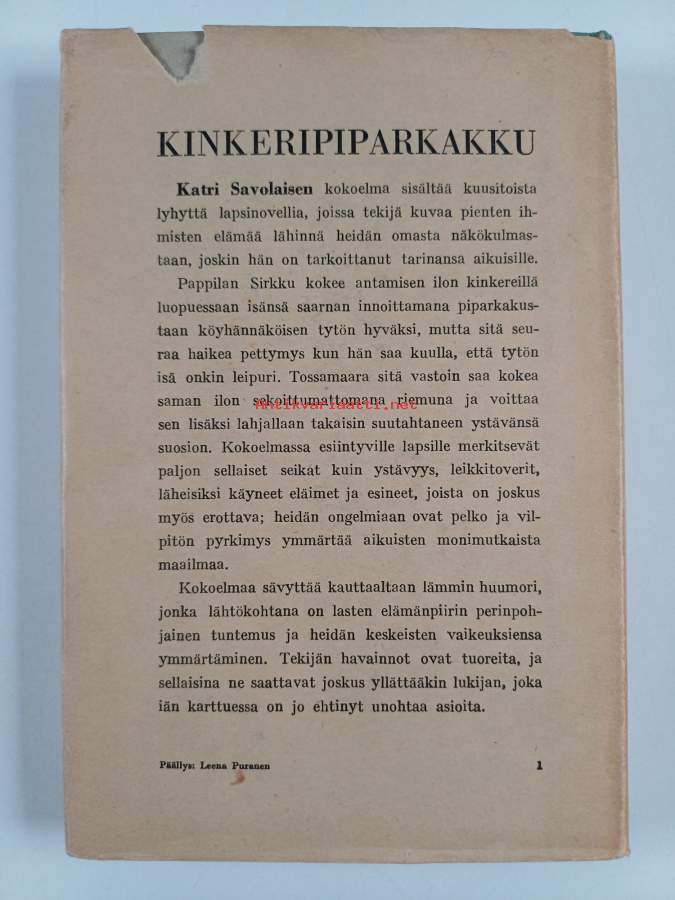 KINKERIPIPARKAKKU
Katri Savolaisen kokoelma sisältää kuusitoista
lyhyttä lapsinovellia, joissa tekijä kuvaa pienten ih-
misten elämää lähinnä heidän omasta näkökulmas-
taan, joskin hän on tarkoittanut tarinansa aikuisille.
Pappilan Sirkku kokee antamisen ilon kinkereillä
luopuessaan isänsä saarnan innoittamana piparkakus-
taan köyhännäköisen tytön hyväksi, mutta sitä seu-
raa haikea pettymys kun hän saa kuulla, että tytön
isä onkin leipuri. Tossamaara sitä vastoin saa kokea
saman ilon sekoittumattomana riemuna ja voittaa
Antikvariaatti.net
sen lisäksi lahjallaan takaisin suutahtaneen ystävänsä
suosion. Kokoelmassa esiintyville lapsille merkitsevät
paljon sellaiset seikat kuin ystävyys, leikkitoverit,
läheisiksi käyneet eläimet ja esineet, joista on joskus
myös erottava; heidän ongelmiaan ovat pelko ja vil-
pitön pyrkimys ymmärtää aikuisten monimutkaista
maailmaa.
Kokoelmaa sävyttää kauttaaltaan lämmin huumori,
jonka lähtökohtana on lasten elämänpiirin perinpoh-
jainen tuntemus ja heidän keskeisten vaikeuksiensa
ymmärtäminen. Tekijän havainnot ovat tuoreita, ja
sellaisina ne saattavat joskus yllättääkin lukijan, joka
iän karttuessa on jo ehtinyt unohtaa asioita.
Päällys: Leena Puranen 1